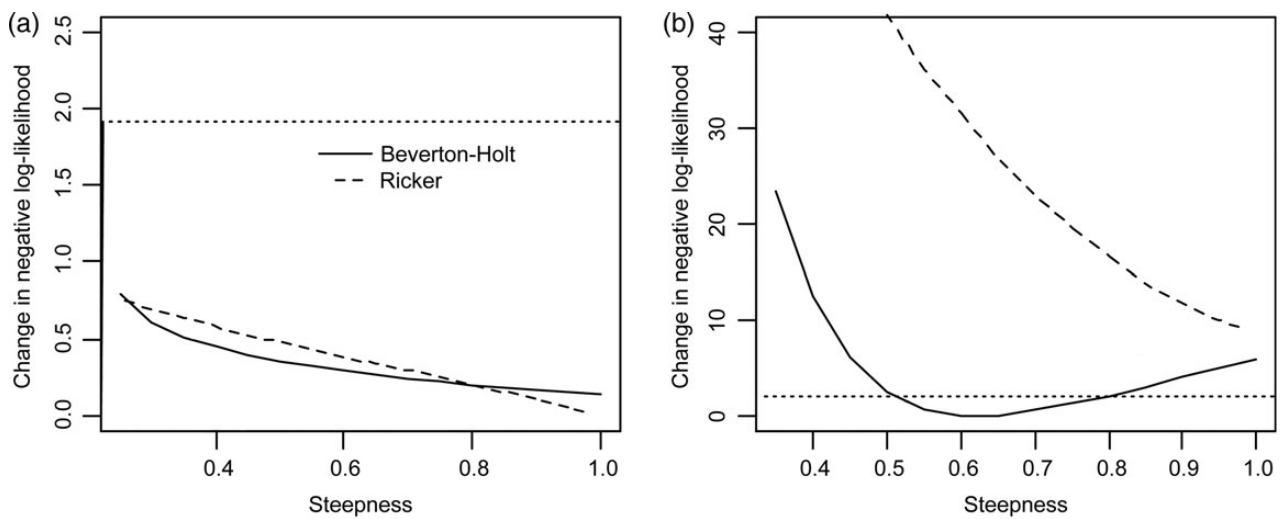 (a)
Change in negative log-likelihood
2.5
2.0
1.5
1.0
0.5
0.0
Beverton-Holt
Ricker
0.4 0.6 0.8 1.0
Steepness
(b)
Change in negative log-likelihood
40
30
20
10
0
0.4 0.5 0.6 0.7 0.8 0.9 1.0
Steepness